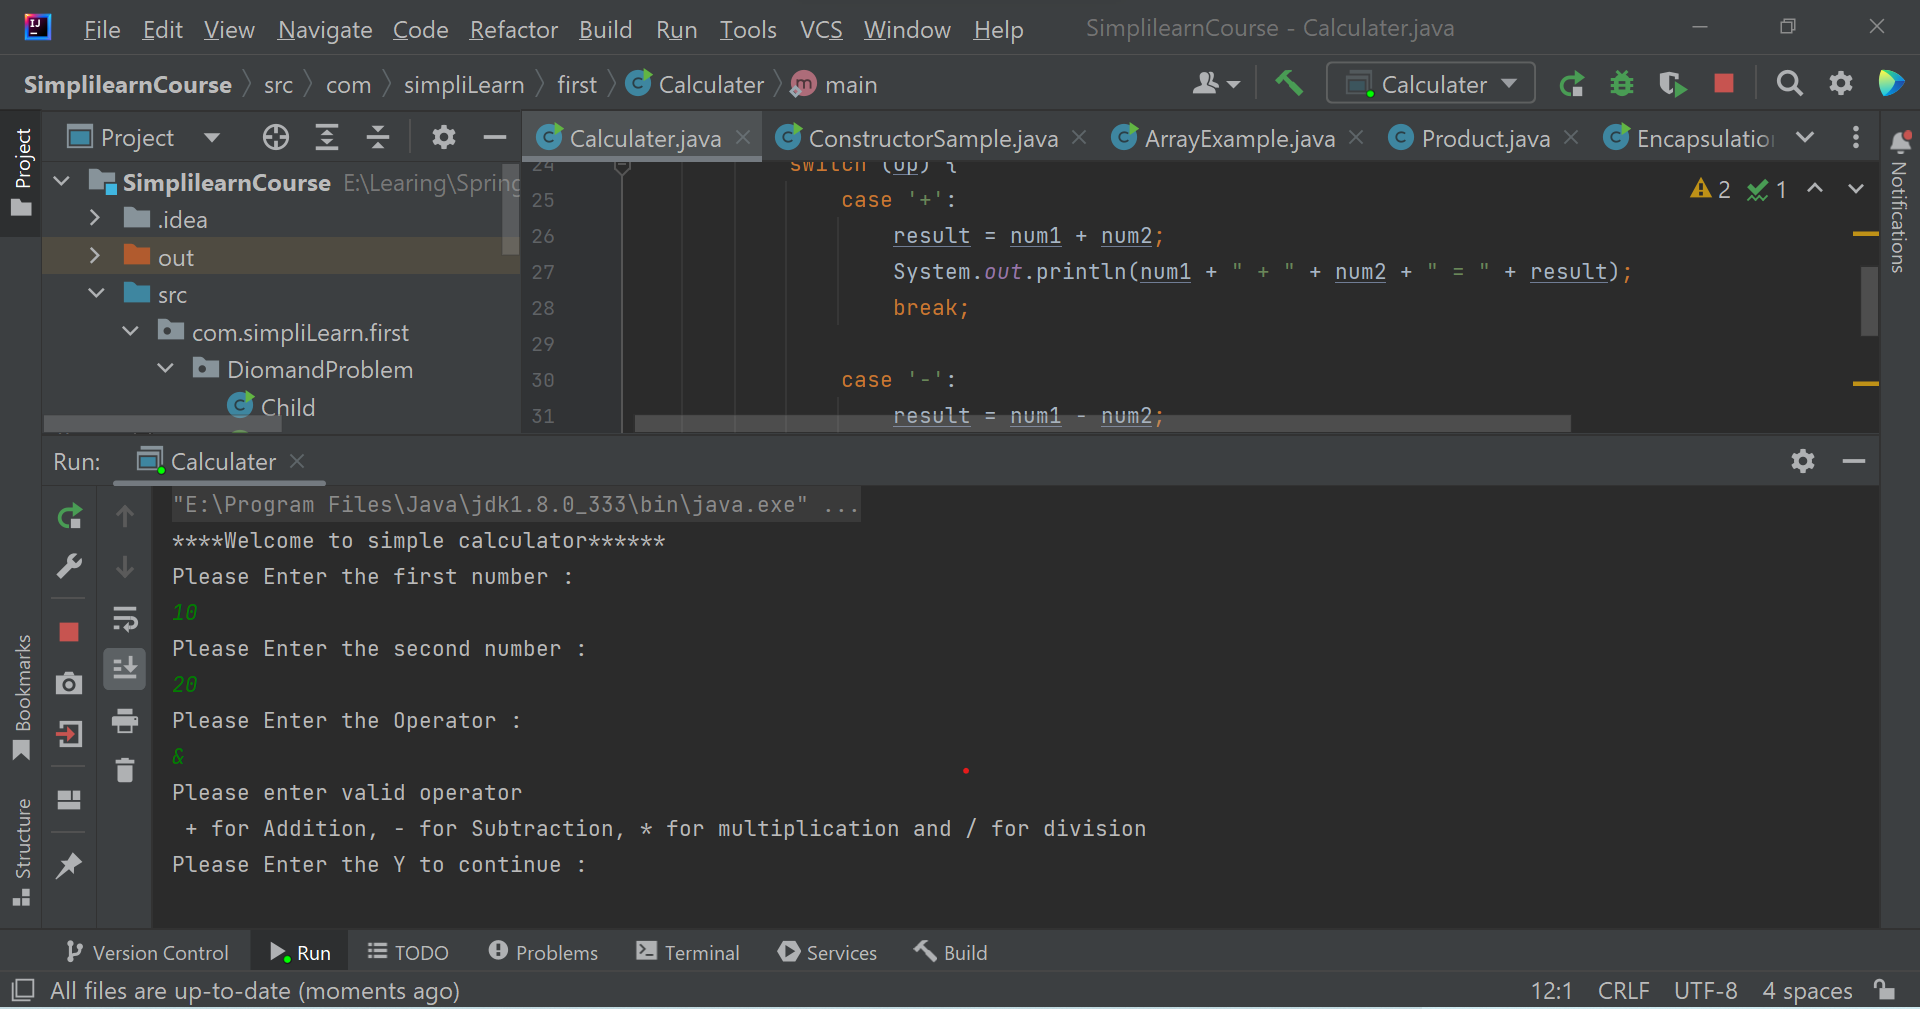 File Edit View Navigate Code Refactor Build Run Tools VCS Window Help SimplilearnCourse - Calculater.java
SimplilearnCourse src com simpliLearn first Calculater main Calculater
Project Calculater.java ConstructorSample.java ArrayExample.java Product.java Encapsulatio
Project
SimplilearnCourse E:\Learing\Spring
.idea
out
src
com.simpliLearn.first
DiomandProblem
Child
24 switch (op) {
25 case '+':
26 result = num1 + num2;
27 System.out.println(num1 + " + " + num2 + " = " + result);
28 break;
29
30 case '-':
31 result = num1 - num2;
2 1
Notifications
Run: Calculater
"E:\Program Files\Java\jdk1.8.0_333\bin\java.exe" ...
****Welcome to simple calculator******
Please Enter the first number :
10
Please Enter the second number :
20
Please Enter the Operator :
&
Please enter valid operator
+ for Addition, - for Subtraction, * for multiplication and / for division
Please Enter the Y to continue :
Bookmarks
Structure
Version Control Run TODO Problems Terminal Services Build
All files are up-to-date (moments ago) 12:1 CRLF UTF-8 4 spaces